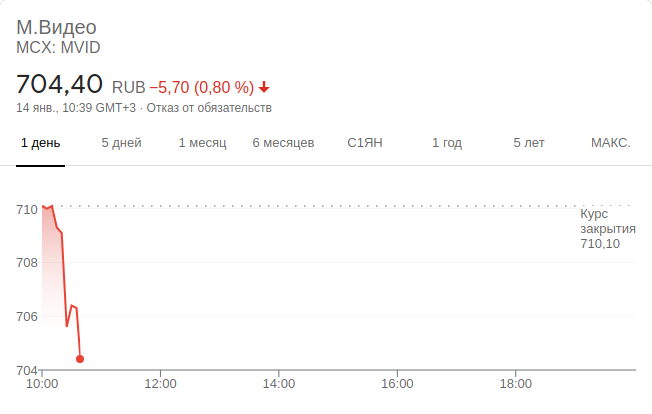 М.Видео
MCX: MVID
704,40 RUB −5,70 (0,80 %)
14 янв., 10:39 GMT+3 · Отказ от обязательств
1 день 5 дней 1 месяц 6 месяцев С1ЯН 1 год 5 лет МАКС.
710
Курс
закрытия
710,10
708
706
704
10:00 12:00 14:00 16:00 18:00